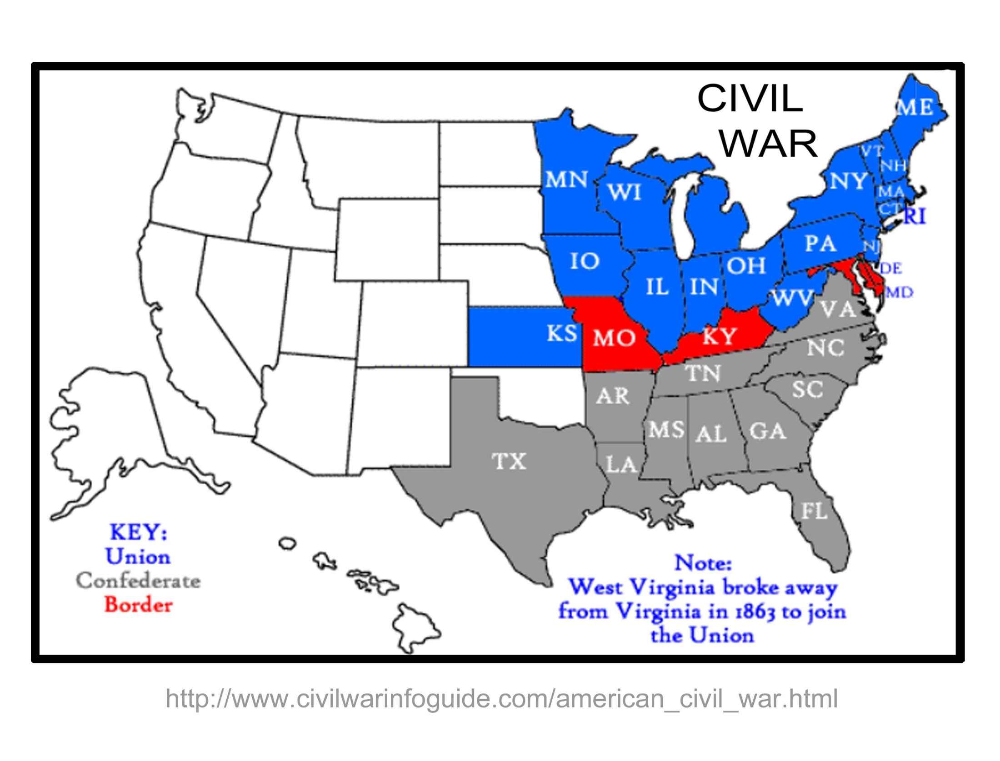 CIVIL
WAR
ME
VT
NH
MN
NY
WI
MA
CT
RI
PA
NJ
IO
OH
DE
IL
IN
MD
WV
VA
KS
MO
KY
NC
TN
SC
AR
MS
AL
GA
TX
LA
FL
KEY:
Union
Confederate
Border
Note:
West Virginia broke away
from Virginia in 1863 to join
the Union
http://www.civilwarinfoguide.com/american_civil_war.html